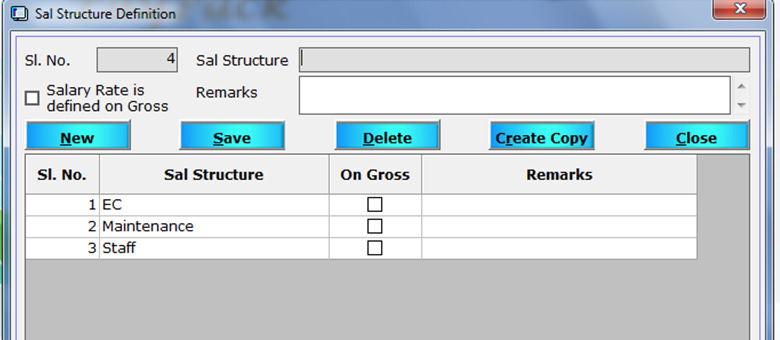 Sal Structure Definition
Sl. No. 4 Sal Structure
Salary Rate is
defined on Gross
Remarks
New Save Delete Create Copy Close
Sl. No. Sal Structure On Gross Remarks
1 EC
2 Maintenance
3 Staff